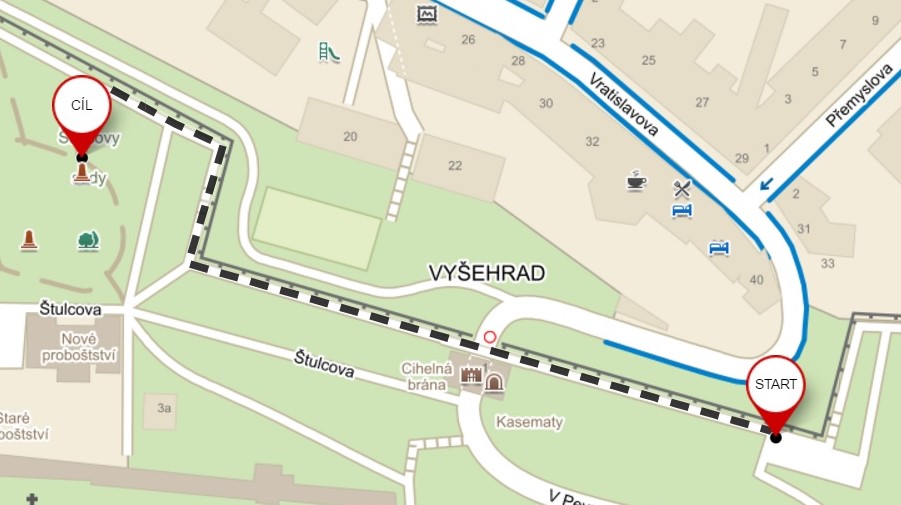 26
28
23
25
9
7
5
3
1
27
Vratislavova
Přemyslova
30
32
29
20
22
CÍL
2
31
33
40
VYŠEHRAD
Štulcova
Nové
proboštství
Štulcova
Cihelná
brána
START
3a
Kasematy
Staré